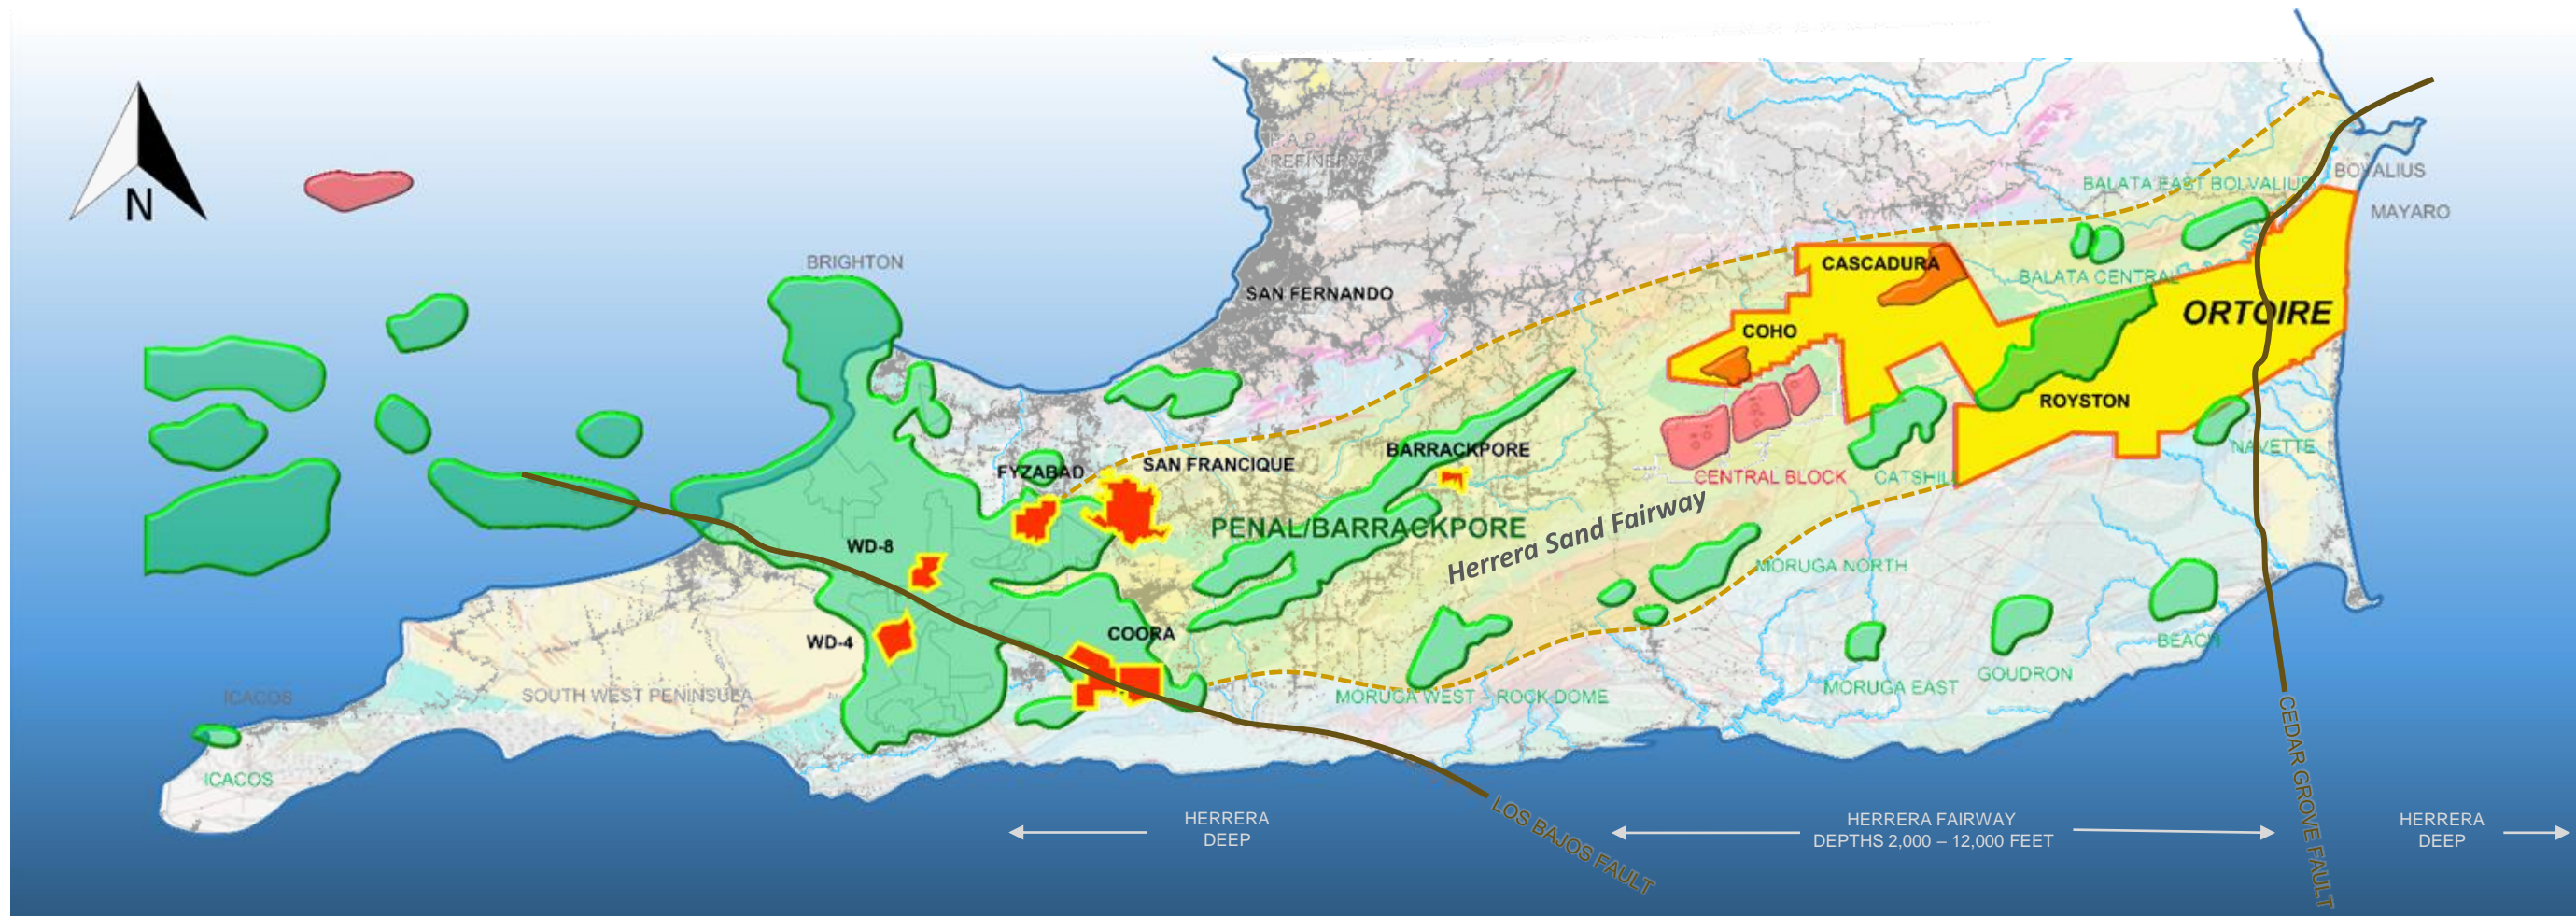 N
BRIGHTON
P.A.P.
REFINERY
SAN FERNANDO
BOVALIUS
BALATA EAST BOLVALIUS
MAYARO
CASCADURA
BALATA CENTRAL
ORTOIRE
COHO
ROYSTON
BARRACKPORE
SAN FRANCIQUE
FYZABAD
NAVETTE
CENTRAL BLOCK
CATSHILL
PENAL/BARRACKPORE
Herrera Sand Fairway
WD-8
MORUGA NORTH
WD-4
COORA
BEACH
GOUDRON
MORUGA EAST
ICACOS
SOUTH WEST PENINSULA
MORUGA WEST - ROCK DOME
ICACOS
CEDAR GROVE FAULT
LOS BAJOS FAULT
HERRERA
DEEP
HERRERA FAIRWAY
DEPTHS 2,000 – 12,000 FEET
HERRERA
DEEP